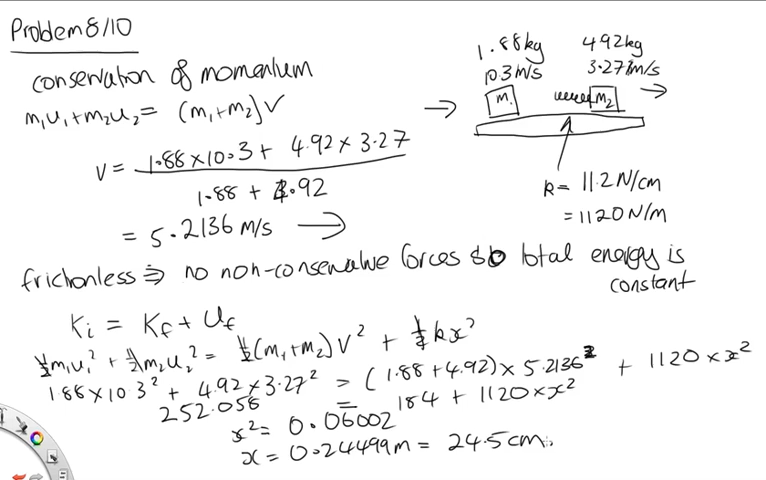 Problem 8/10
conservation of momentum
m₁u₁+m₂u₂ = (m₁+m₂)V
V = (1.88×10.3 + 4.92×3.27) / (1.88 + 4.92)
= 5.2136 m/s →
1.88kg 4.92kg
10.3m/s 3.27m/s
m₁ m₂
k = 11.2 N/cm
= 1120 N/m
frictionless ⇒ no non-conservative forces so total energy is
constant
Kᵢ = K_f + U_f
½m₁u₁² + ½m₂u₂² = ½(m₁+m₂)V² + ½kx²
1.88×10.3² + 4.92×3.27² = (1.88+4.92)×5.2136² + 1120×x²
252.058 = 184 + 1120×x²
x² = 0.06002
x = 0.24499m = 24.5cm